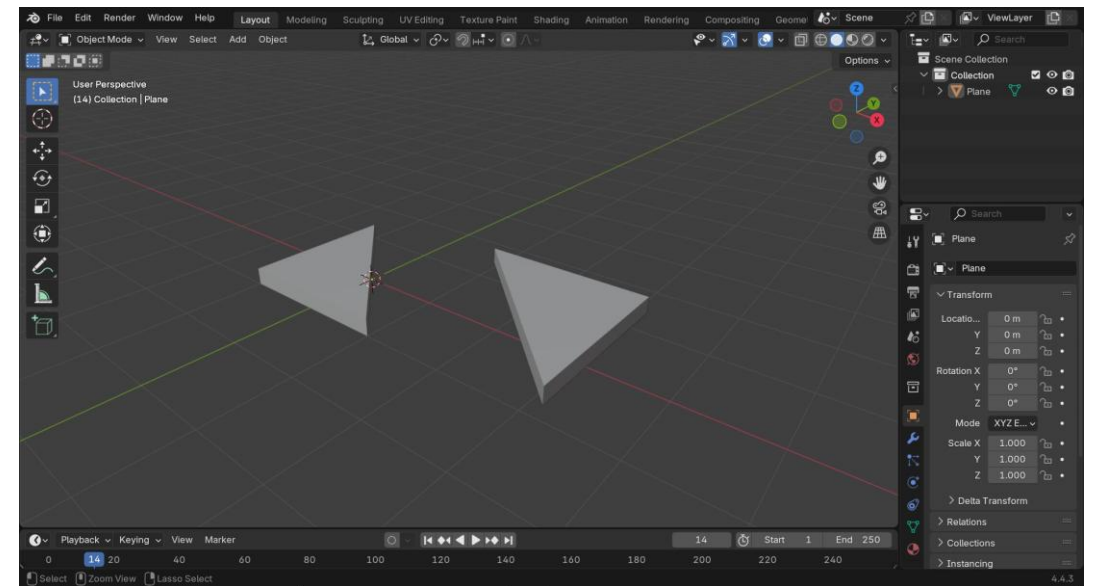 File Edit Render Window Help Layout Modeling Sculpting UV Editing Texture Paint Shading Animation Rendering Compositing Geome Scene ViewLayer
Object Mode View Select Add Object Global Search
Options
User Perspective
(14) Collection | Plane
Z
Y
X
Scene Collection
Collection
Plane
Search
Plane
Plane
Transform
Locatio... 0 m
Y 0 m
Z 0 m
Rotation X 0°
Y 0°
Z 0°
Mode XYZ E...
Scale X 1.000
Y 1.000
Z 1.000
Delta Transform
Relations
Collections
Instancing
Playback Keying View Marker 14 Start 1 End 250
0 14 20 40 60 80 100 120 140 160 180 200 220 240
Select Zoom View Lasso Select 4.4.3